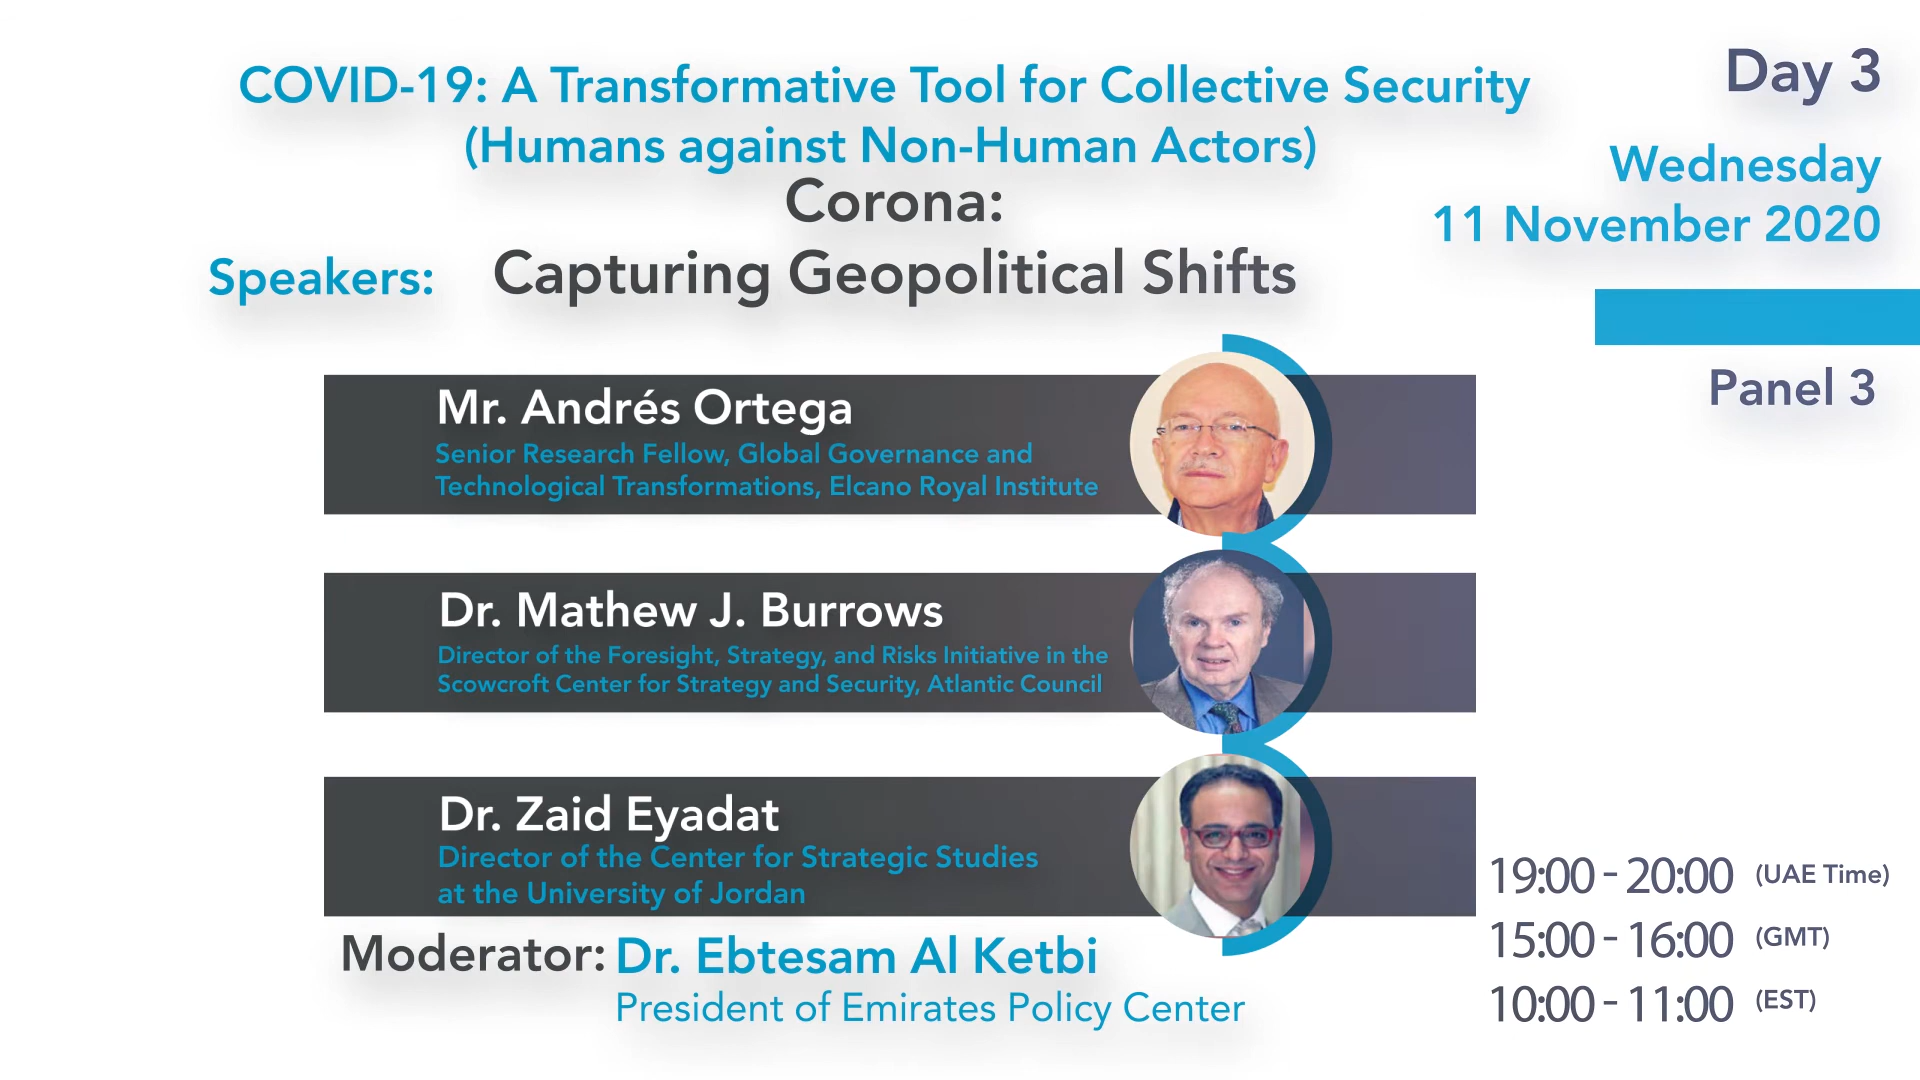 COVID-19: A Transformative Tool for Collective Security
(Humans against Non-Human Actors)
Corona:
Capturing Geopolitical Shifts
Day 3
Wednesday
11 November 2020
Panel 3
Speakers:
Mr. Andrés Ortega
Senior Research Fellow, Global Governance and
Technological Transformations, Elcano Royal Institute
Dr. Mathew J. Burrows
Director of the Foresight, Strategy, and Risks Initiative in the
Scowcroft Center for Strategy and Security, Atlantic Council
Dr. Zaid Eyadat
Director of the Center for Strategic Studies
at the University of Jordan
Moderator: Dr. Ebtesam Al Ketbi
President of Emirates Policy Center
19:00 - 20:00 (UAE Time)
15:00 - 16:00 (GMT)
10:00 - 11:00 (EST)